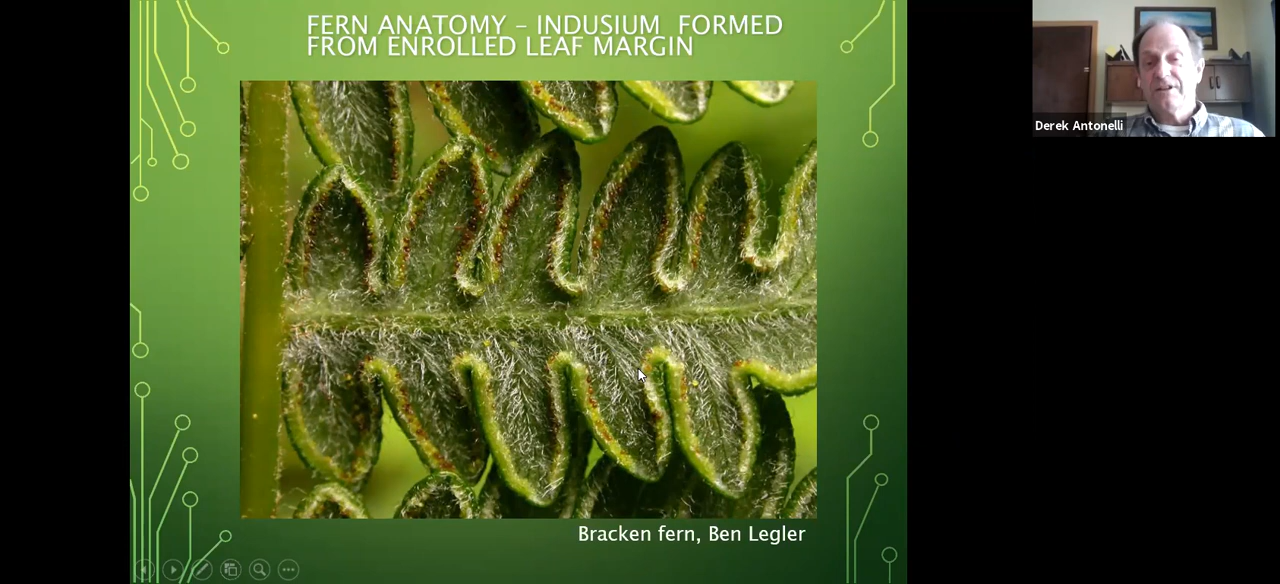 FERN ANATOMY – INDUSIUM FORMED
FROM ENROLLED LEAF MARGIN
Derek Antonelli
Bracken fern, Ben Legler